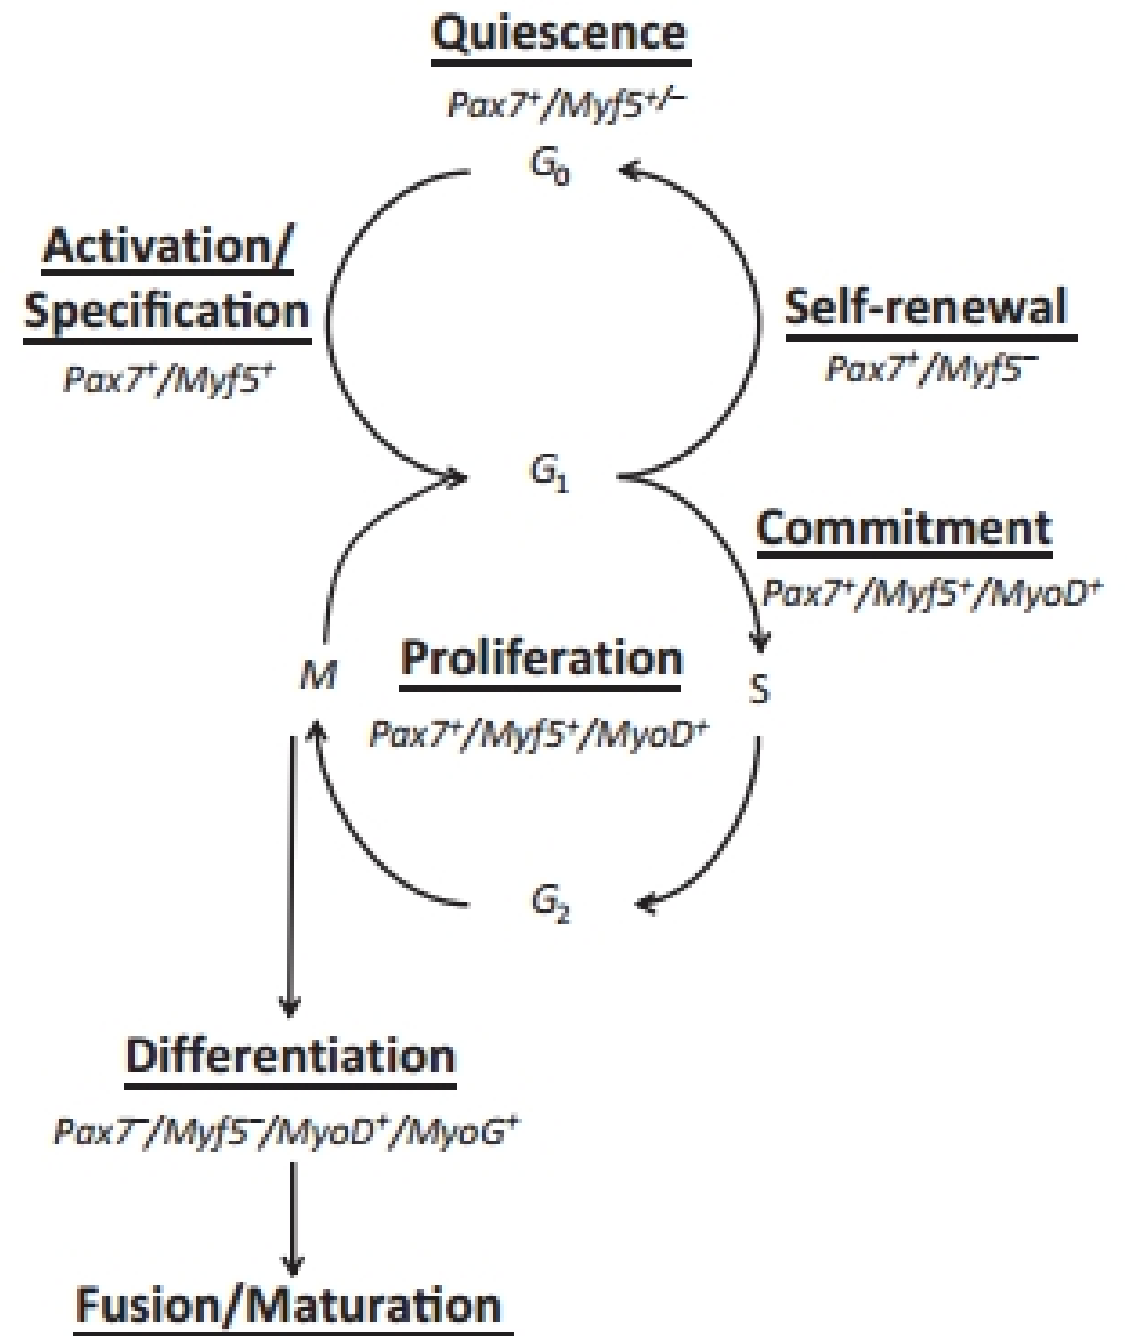 Quiescence
Pax7⁺/Myf5⁺/⁻
G₀
Activation/
Specification
Pax7⁺/Myf5⁺
Self-renewal
Pax7⁺/Myf5⁻
G₁
Commitment
Pax7⁺/Myf5⁺/MyoD⁺
Proliferation
M
S
Pax7⁺/Myf5⁺/MyoD⁺
G₂
Differentiation
Pax7⁻/Myf5⁻/MyoD⁺/MyoG⁺
Fusion/Maturation